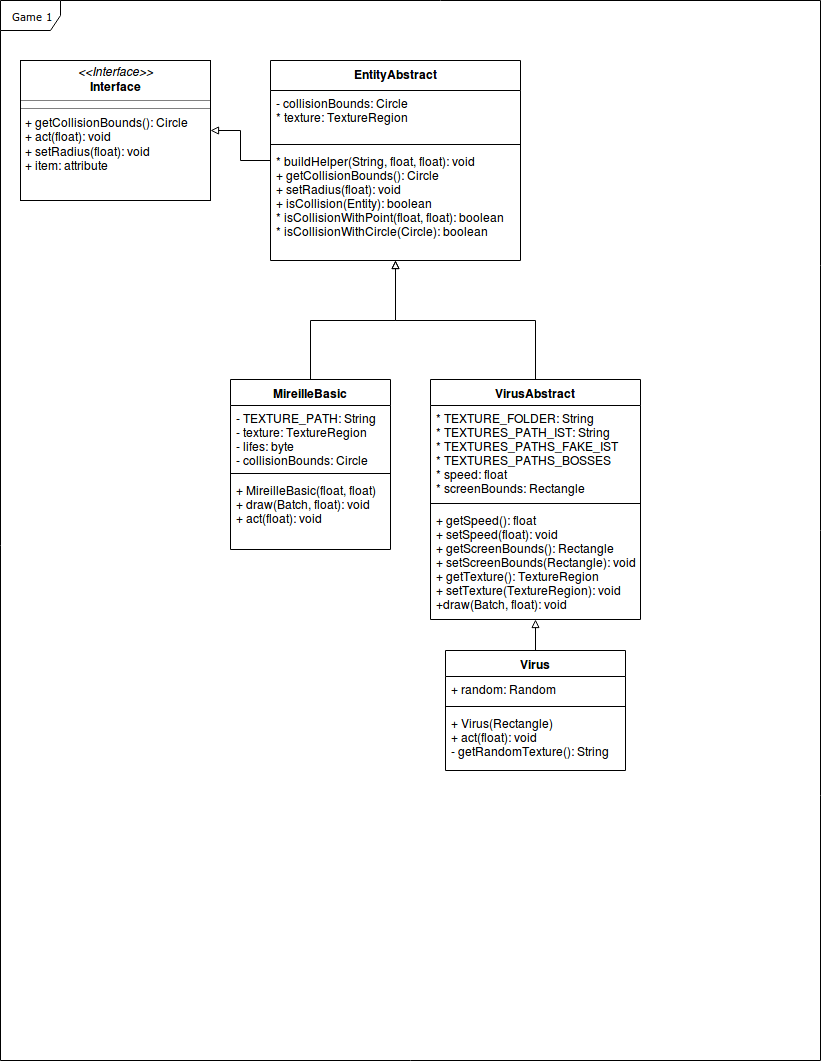 Game 1
<<Interface>>
Interface
+ getCollisionBounds(): Circle
+ act(float): void
+ setRadius(float): void
+ item: attribute
EntityAbstract
- collisionBounds: Circle
* texture: TextureRegion
* buildHelper(String, float, float): void
+ getCollisionBounds(): Circle
+ setRadius(float): void
+ isCollision(Entity): boolean
* isCollisionWithPoint(float, float): boolean
* isCollisionWithCircle(Circle): boolean
MireilleBasic
- TEXTURE_PATH: String
- texture: TextureRegion
- lifes: byte
- collisionBounds: Circle
+ MireilleBasic(float, float)
+ draw(Batch, float): void
+ act(float): void
VirusAbstract
* TEXTURE_FOLDER: String
* TEXTURES_PATH_IST: String
* TEXTURES_PATHS_FAKE_IST
* TEXTURES_PATHS_BOSSES
* speed: float
* screenBounds: Rectangle
+ getSpeed(): float
+ setSpeed(float): void
+ getScreenBounds(): Rectangle
+ setScreenBounds(Rectangle): void
+ getTexture(): TextureRegion
+ setTexture(TextureRegion): void
+draw(Batch, float): void
Virus
+ random: Random
+ Virus(Rectangle)
+ act(float): void
- getRandomTexture(): String